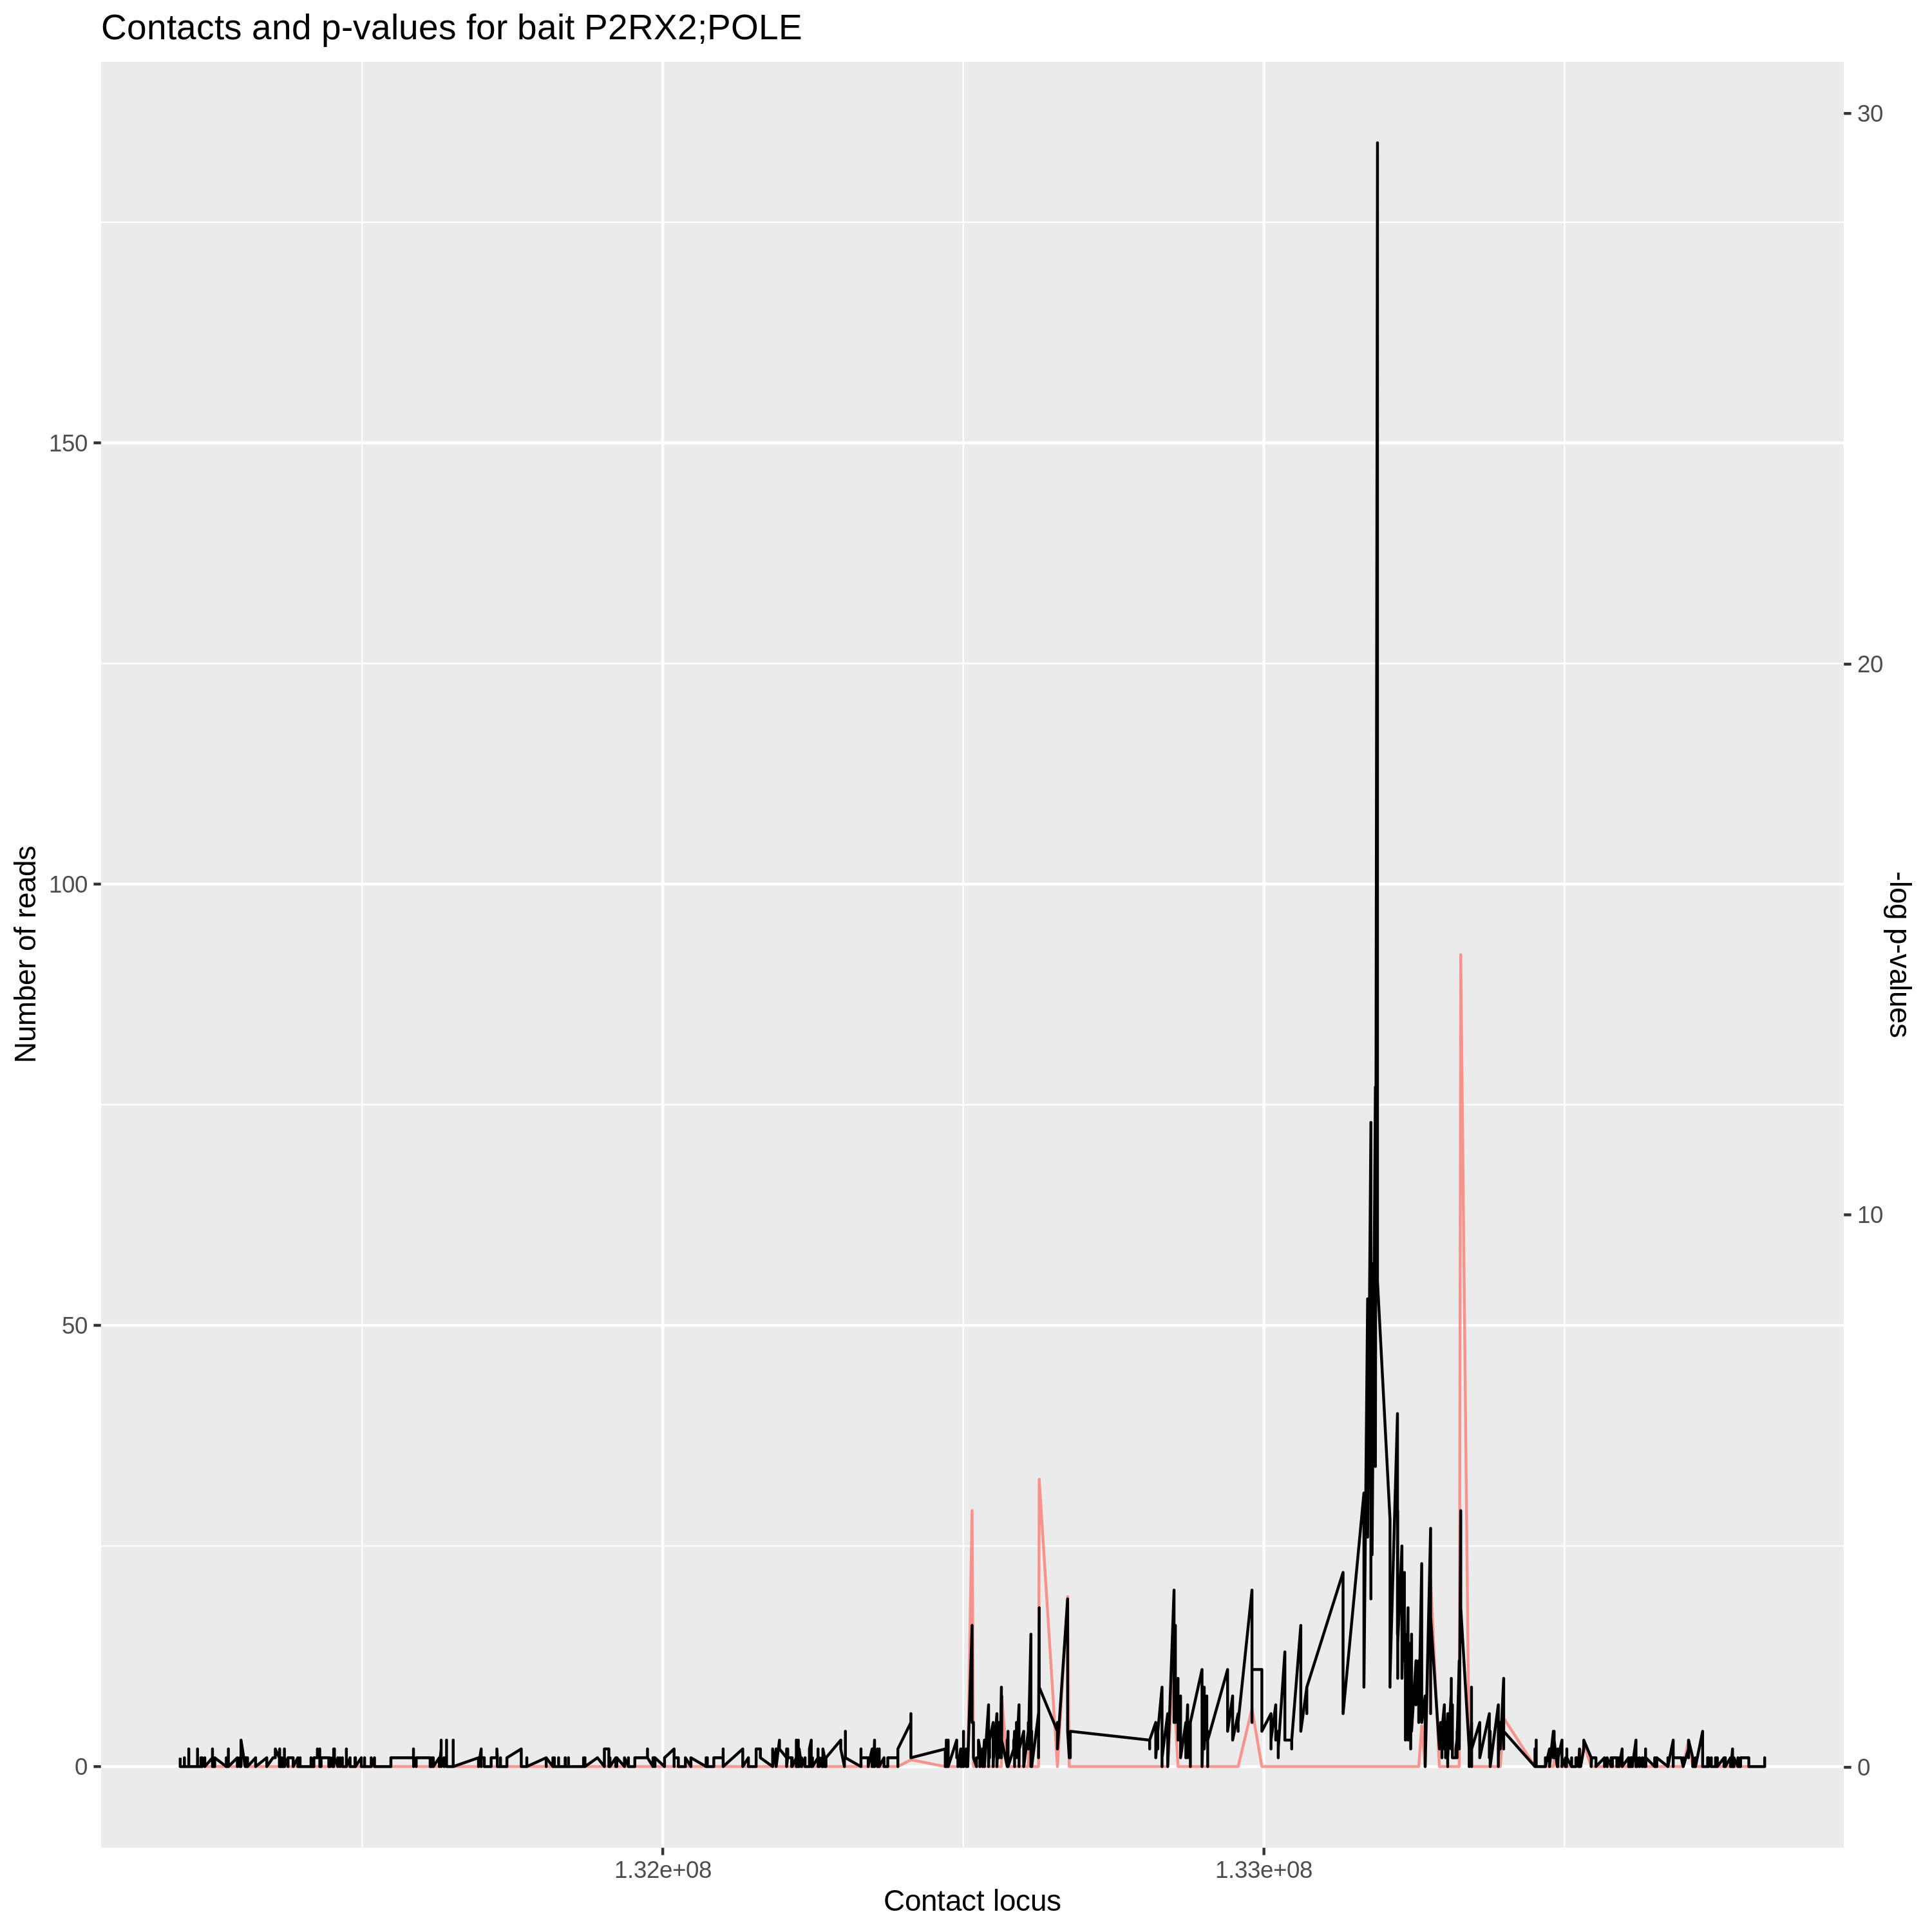 Contacts and p-values for bait P2RX2;POLE
30
150
20
100
10
50
0
0
Number of reads
-log p-values
1.32e+08
1.33e+08
Contact locus